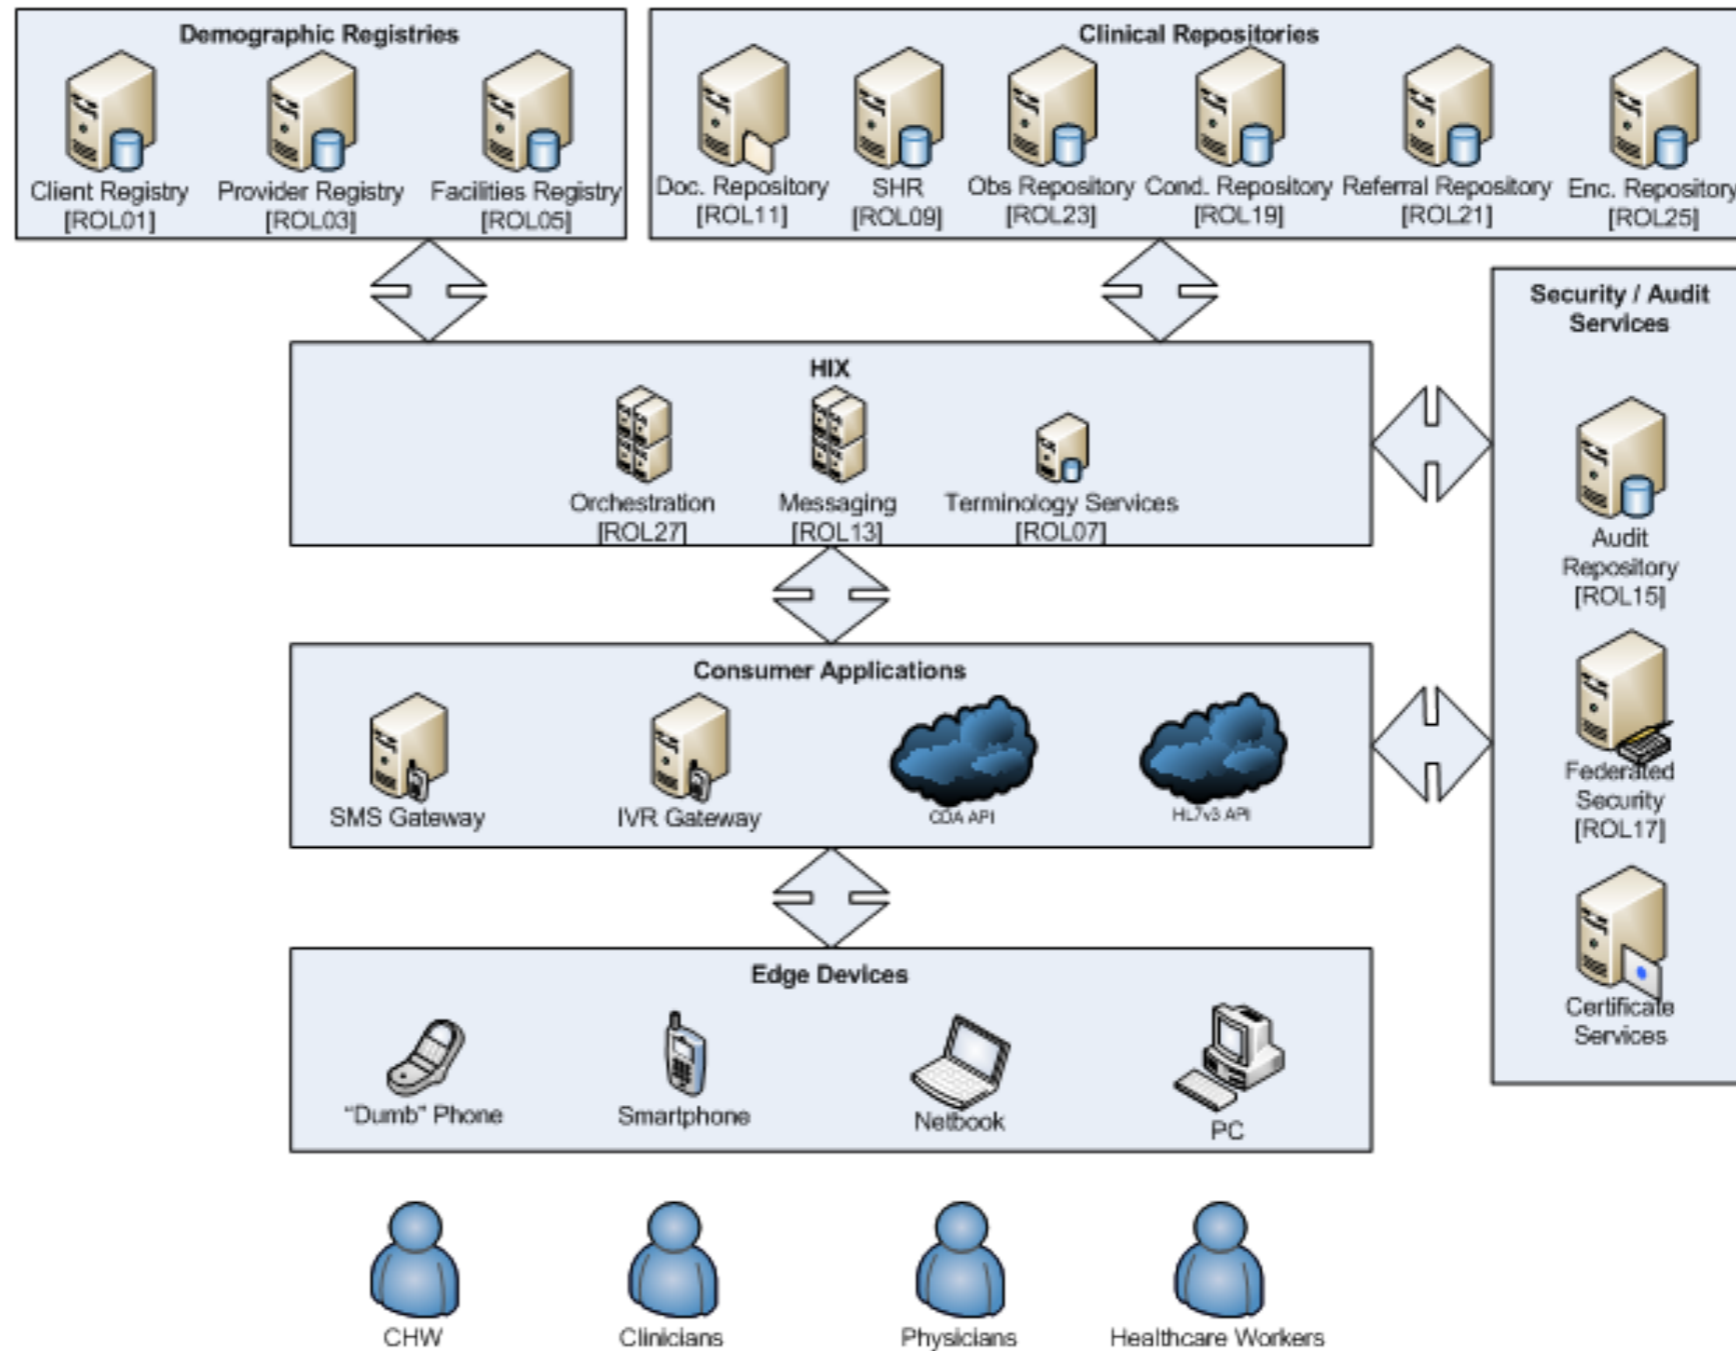 Demographic Registries
Client Registry
[ROL01]
Provider Registry
[ROL03]
Facilities Registry
[ROL05]
Clinical Repositories
Doc. Repository
[ROL11]
SHR
[ROL09]
Obs Repository
[ROL23]
Cond. Repository
[ROL19]
Referral Repository
[ROL21]
Enc. Repository
[ROL25]
HIX
Orchestration
[ROL27]
Messaging
[ROL13]
Terminology Services
[ROL07]
Security / Audit
Services
Audit
Repository
[ROL15]
Federated
Security
[ROL17]
Certificate
Services
Consumer Applications
SMS Gateway
IVR Gateway
CDA API
HL7v3 API
Edge Devices
“Dumb” Phone
Smartphone
Netbook
PC
CHW
Clinicians
Physicians
Healthcare Workers